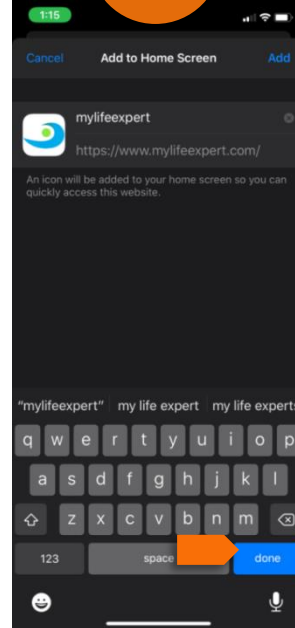 1:15
Cancel Add to Home Screen Add
mylifeexpert
https://www.mylifeexpert.com/
An icon will be added to your home screen so you can
quickly access this website.
"mylifeexpert" my life expert my life experts
q w e r t y u i o p
a s d f g h j k l
z x c v b n m
123 space done